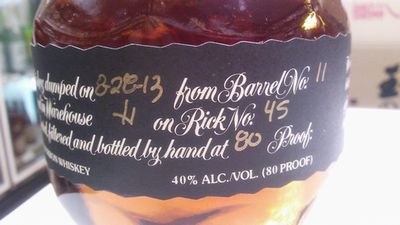 dumped on 8-28-13 from Barrel No: 11
Warehouse H on Rick No: 45
filtered and bottled by hand at 80 Proof:
WHISKEY 40% ALC./VOL. (80 PROOF)